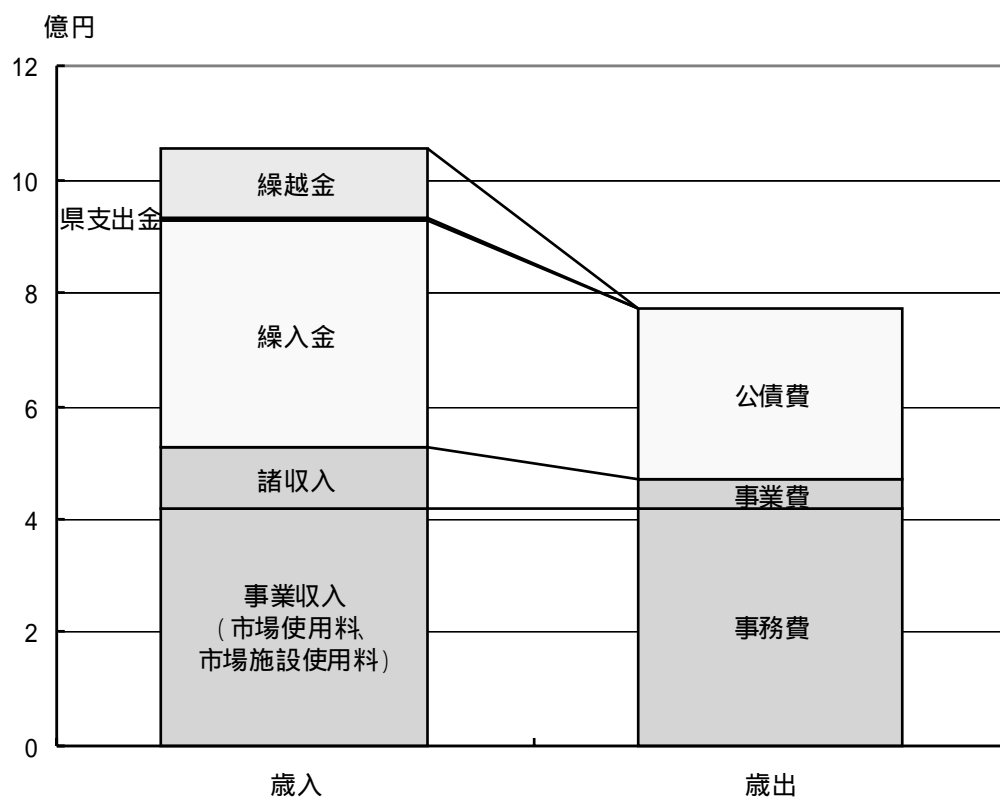 億円
12
10
8
6
4
2
0
繰越金
県支出金
繰入金
諸収入
事業収入
(市場使用料、
市場施設使用料)
公債費
事業費
事務費
歳入
歳出